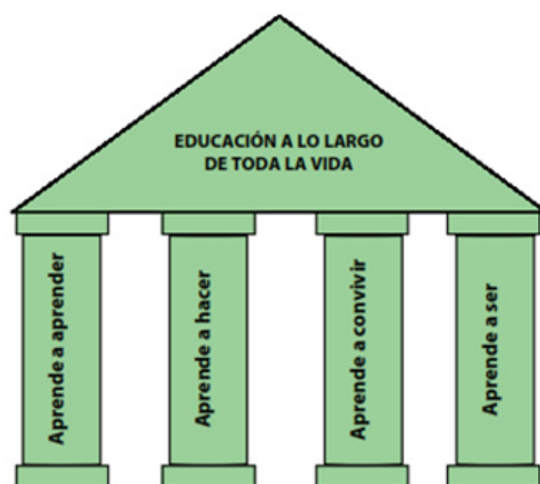 EDUCACIÓN A LO LARGO
DE TODA LA VIDA
Aprende a aprender
Aprende a hacer
Aprende a convivir
Aprende a ser